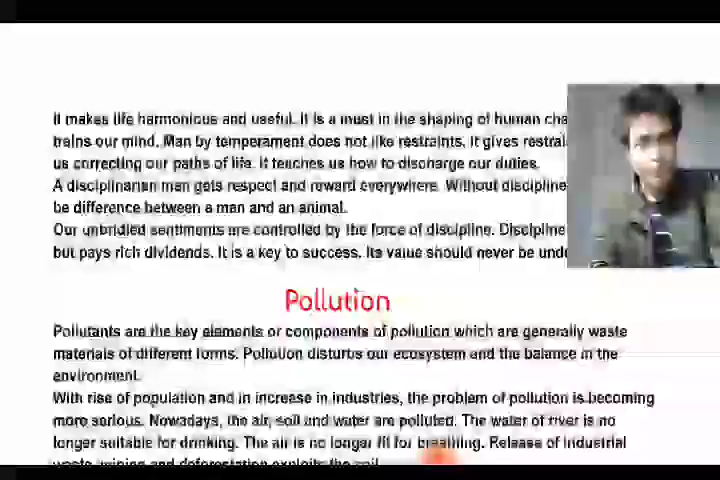 It makes life harmonious and useful. It is a must in the shaping of human cha
trains our mind. Man by temperament does not like restraints. It gives restrai
us correcting our paths of life. It teaches us how to discharge our duties.
A disciplinarian man gets respect and reward everywhere. Without discipline
be difference between a man and an animal.
Our unbridled sentiments are controlled by the force of discipline. Discipline
but pays rich dividends. It is a key to success. Its value should never be unde
Pollution
Pollutants are the key elements or components of pollution which are generally waste
materials of different forms. Pollution disturbs our ecosystem and the balance in the
environment.
With rise of population and in increase in industries, the problem of pollution is becoming
more serious. Nowadays, the air, soil and water are polluted. The water of river is no
longer suitable for drinking. The air is no longer fit for breathing. Release of industrial
waste, mining and deforestation exploits the soil.